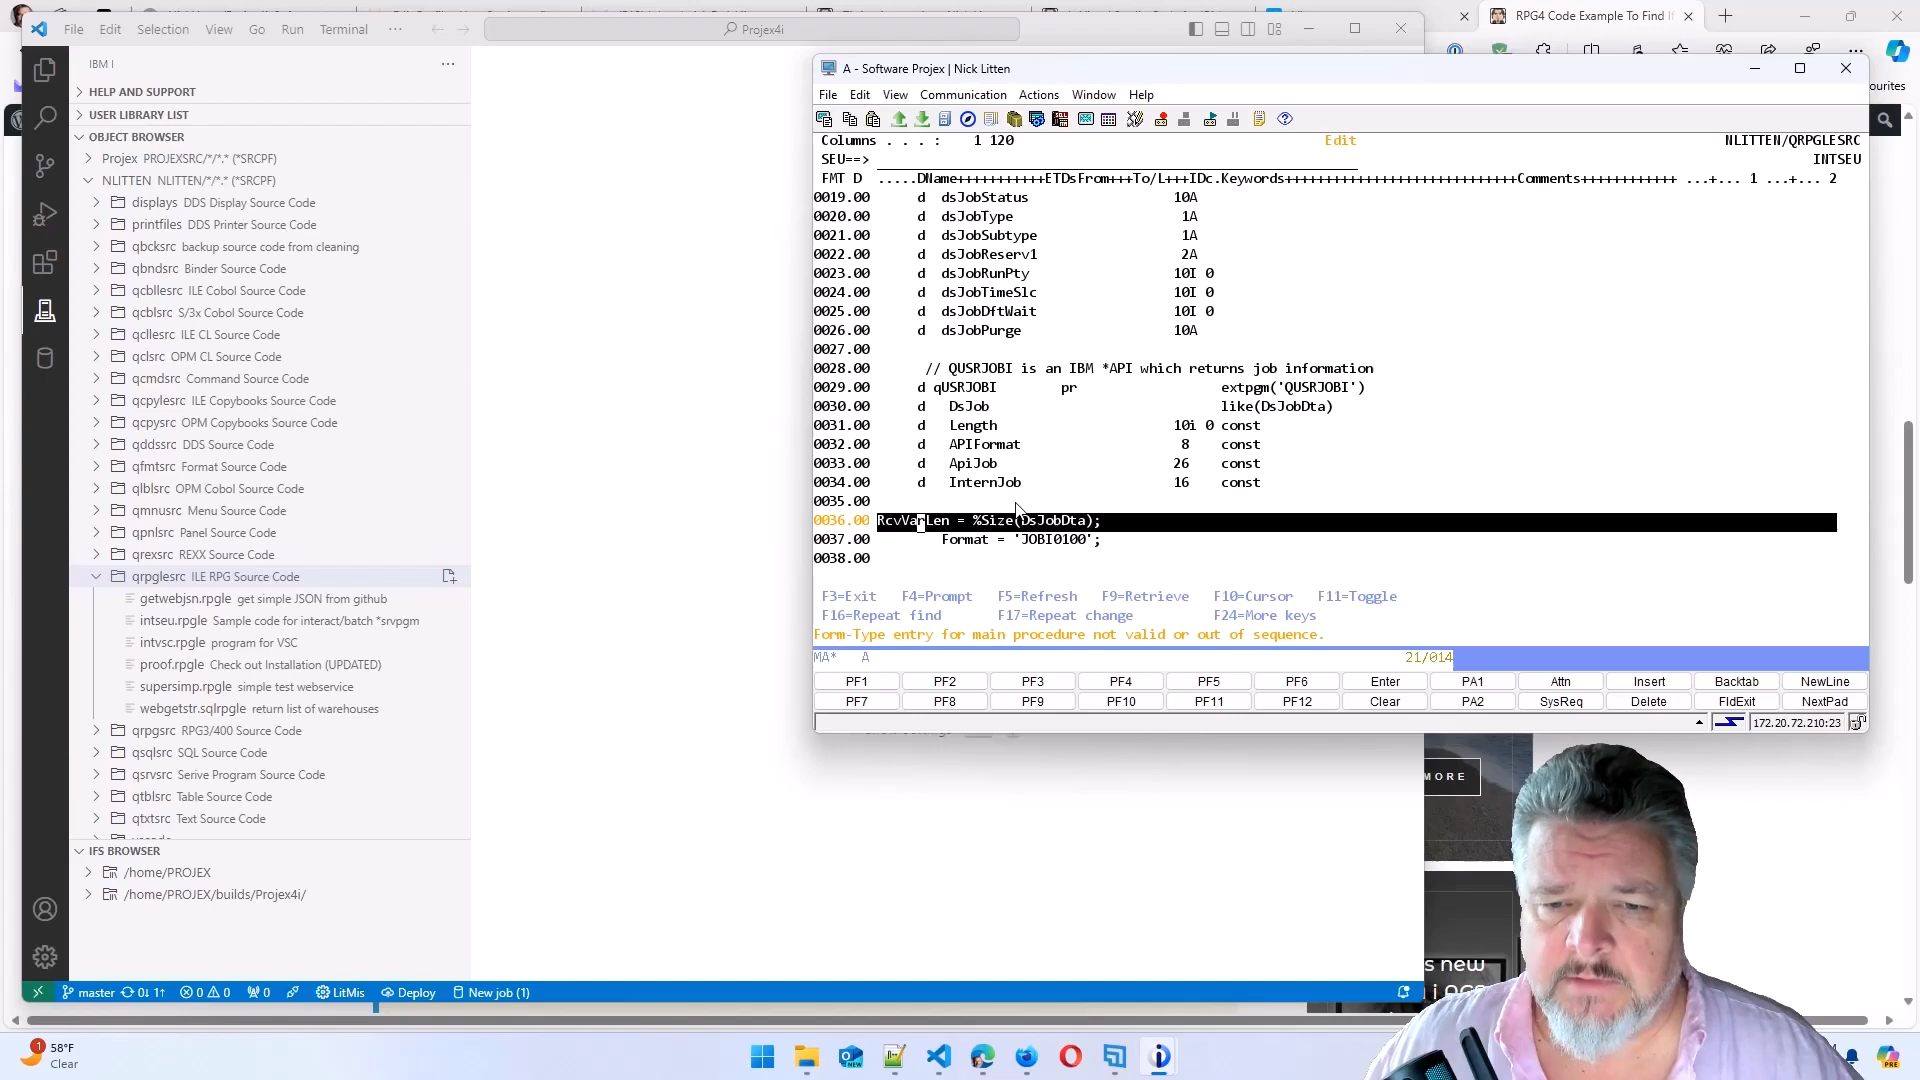 File Edit Selection View Go Run Terminal ···
Projex4i
RPG4 Code Example To Find If
IBM I
HELP AND SUPPORT
USER LIBRARY LIST
OBJECT BROWSER
Projex PROJEXSRC/*/*.* (*SRCPF)
NLITTEN NLITTEN/*/*.* (*SRCPF)
displays DDS Display Source Code
printfiles DDS Printer Source Code
qbcksrc backup source code from cleaning
qbndsrc Binder Source Code
qcbllesrc ILE Cobol Source Code
qcblsrc S/3x Cobol Source Code
qcllesrc ILE CL Source Code
qclsrc OPM CL Source Code
qcmdsrc Command Source Code
qcpylesrc ILE Copybooks Source Code
qcpysrc OPM Copybooks Source Code
qddssrc DDS Source Code
qfmtsrc Format Source Code
qlblsrc OPM Cobol Source Code
qmnusrc Menu Source Code
qpnlsrc Panel Source Code
qrexsrc REXX Source Code
qrpglesrc ILE RPG Source Code
getwebjsn.rpgle get simple JSON from github
intseu.rpgle Sample code for interact/batch *srvpgm
intvsc.rpgle program for VSC
proof.rpgle Check out Installation (UPDATED)
supersimp.rpgle simple test webservice
webgetstr.sqlrpgle return list of warehouses
qrpgsrc RPG3/400 Source Code
qsqlsrc SQL Source Code
qsrvsrc Serive Program Source Code
qtblsrc Table Source Code
qtxtsrc Text Source Code
IFS BROWSER
/home/PROJEX
/home/PROJEX/builds/Projex4i/
master 0↓ 1↑ 0 0 0 LitMis Deploy New job (1)
A - Software Projex | Nick Litten
File Edit View Communication Actions Window Help
Columns . . . : 1 120 Edit NLITTEN/QRPGLESRC
SEU==> INTSEU
FMT D .....DName+++++++++++ETDsFrom+++To/L+++IDc.Keywords+++++++++++++++++++++++++++++Comments++++++++++++ ...+... 1 ...+... 2
0019.00 d dsJobStatus 10A
0020.00 d dsJobType 1A
0021.00 d dsJobSubtype 1A
0022.00 d dsJobReserv1 2A
0023.00 d dsJobRunPty 10I 0
0024.00 d dsJobTimeSlc 10I 0
0025.00 d dsJobDftWait 10I 0
0026.00 d dsJobPurge 10A
0027.00
0028.00 // QUSRJOBI is an IBM *API which returns job information
0029.00 d qUSRJOBI pr extpgm('QUSRJOBI')
0030.00 d DsJob like(DsJobDta)
0031.00 d Length 10i 0 const
0032.00 d APIFormat 8 const
0033.00 d ApiJob 26 const
0034.00 d InternJob 16 const
0035.00
0036.00 RcvVarLen = %Size(DsJobDta);
0037.00 Format = 'JOBI0100';
0038.00
F3=Exit F4=Prompt F5=Refresh F9=Retrieve F10=Cursor F11=Toggle
F16=Repeat find F17=Repeat change F24=More keys
Form-Type entry for main procedure not valid or out of sequence.
MA* A 21/014
PF1 PF2 PF3 PF4 PF5 PF6 Enter PA1 Attn Insert Backtab NewLine
PF7 PF8 PF9 PF10 PF11 PF12 Clear PA2 SysReq Delete FldExit NextPad
172.20.72.210:23
ourites
MORE
s new
1
58°F
Clear
PRE